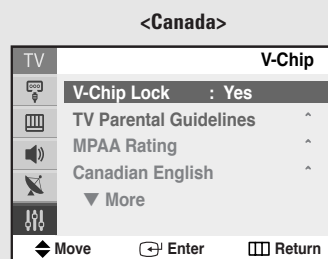 <Canada>
TV V-Chip
V-Chip Lock : Yes
TV Parental Guidelines ˆ
MPAA Rating ˆ
Canadian English ˆ
▼ More
Move Enter Return